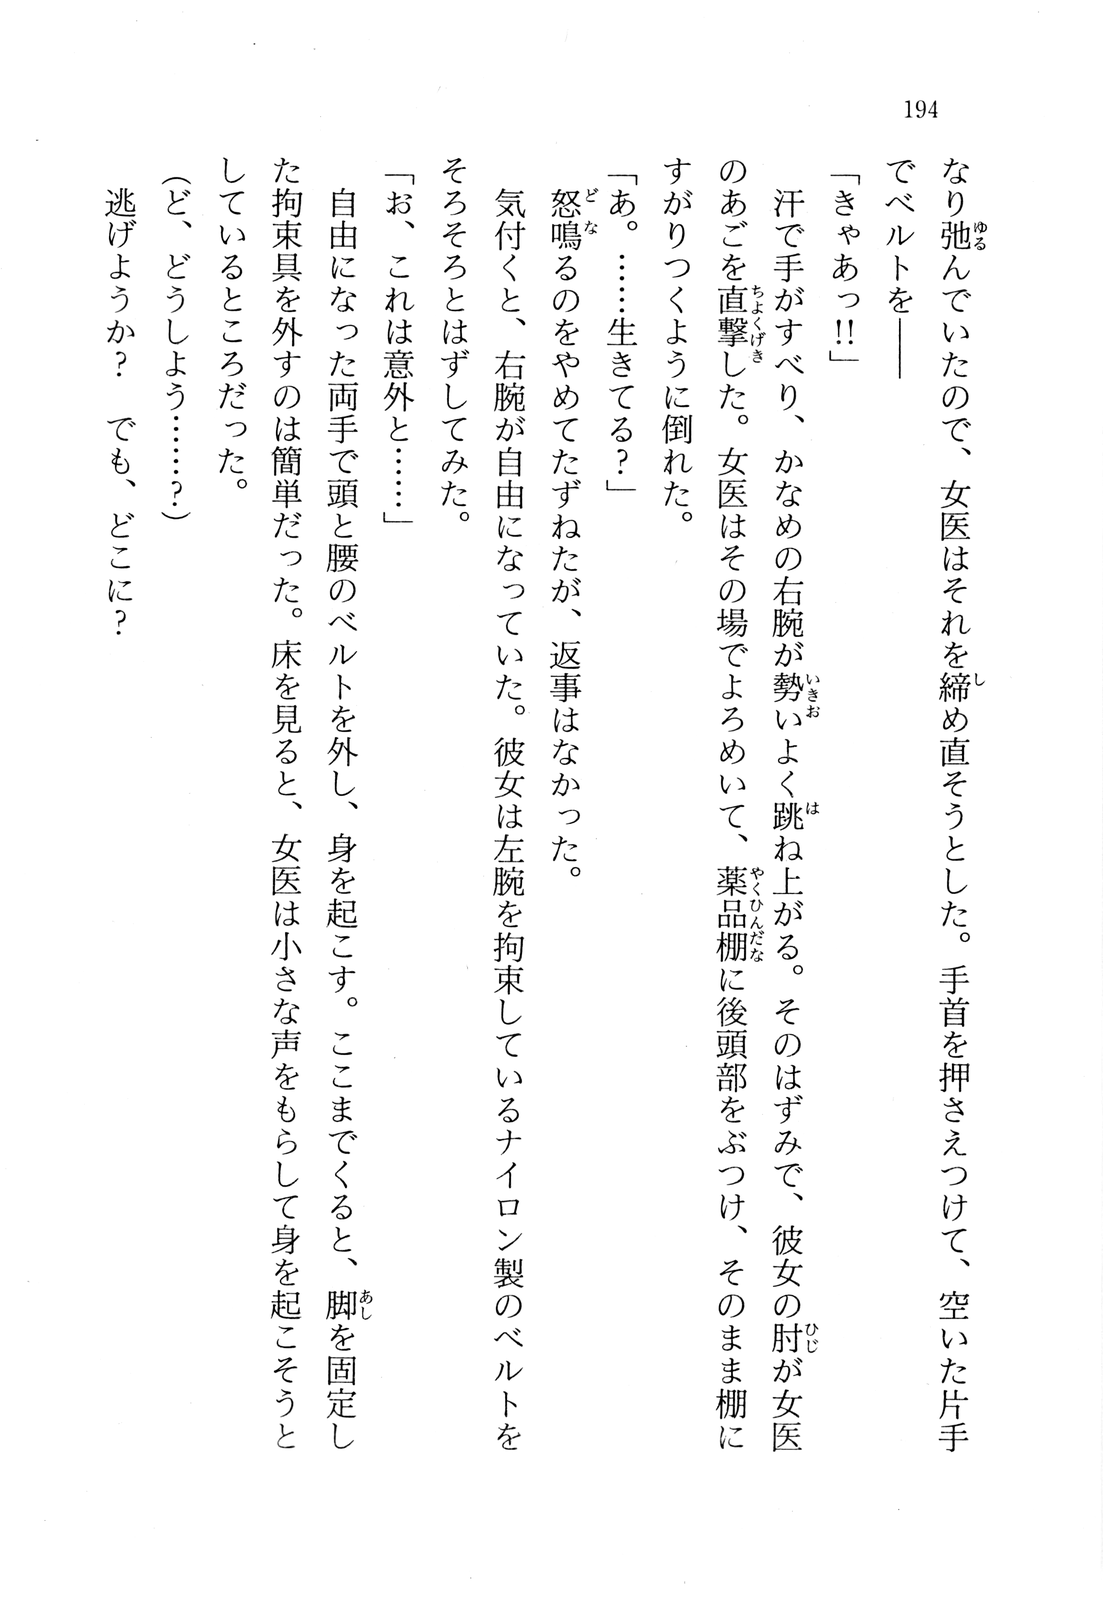 194
なり弛んでいたので、女医はそれを締め直そうとした。手首を押さえつけて、空いた片手
でベルトを――
「きゃあっ!!」
汗で手がすべり、かなめの右腕が勢いよく跳ね上がる。そのはずみで、彼女の肘が女医
のあごを直撃した。女医はその場でよろめいて、薬品棚に後頭部をぶつけ、そのまま棚に
すがりつくように倒れた。
「あ。……生きてる?」
怒鳴るのをやめてたずねたが、返事はなかった。
気付くと、右腕が自由になっていた。彼女は左腕を拘束しているナイロン製のベルトを
そろそろとはずしてみた。
「お、これは意外と……」
自由になった両手で頭と腰のベルトを外し、身を起こす。ここまでくると、脚を固定し
た拘束具を外すのは簡単だった。床を見ると、女医は小さな声をもらして身を起こそうと
しているところだった。
(ど、どうしよう……?)
逃げようか? でも、どこに?